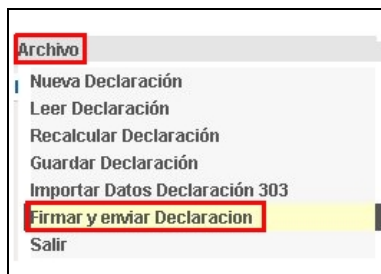 Archivo
Nueva Declaración
Leer Declaración
Recalcular Declaración
Guardar Declaración
Importar Datos Declaración 303
Firmar y enviar Declaracion
Salir